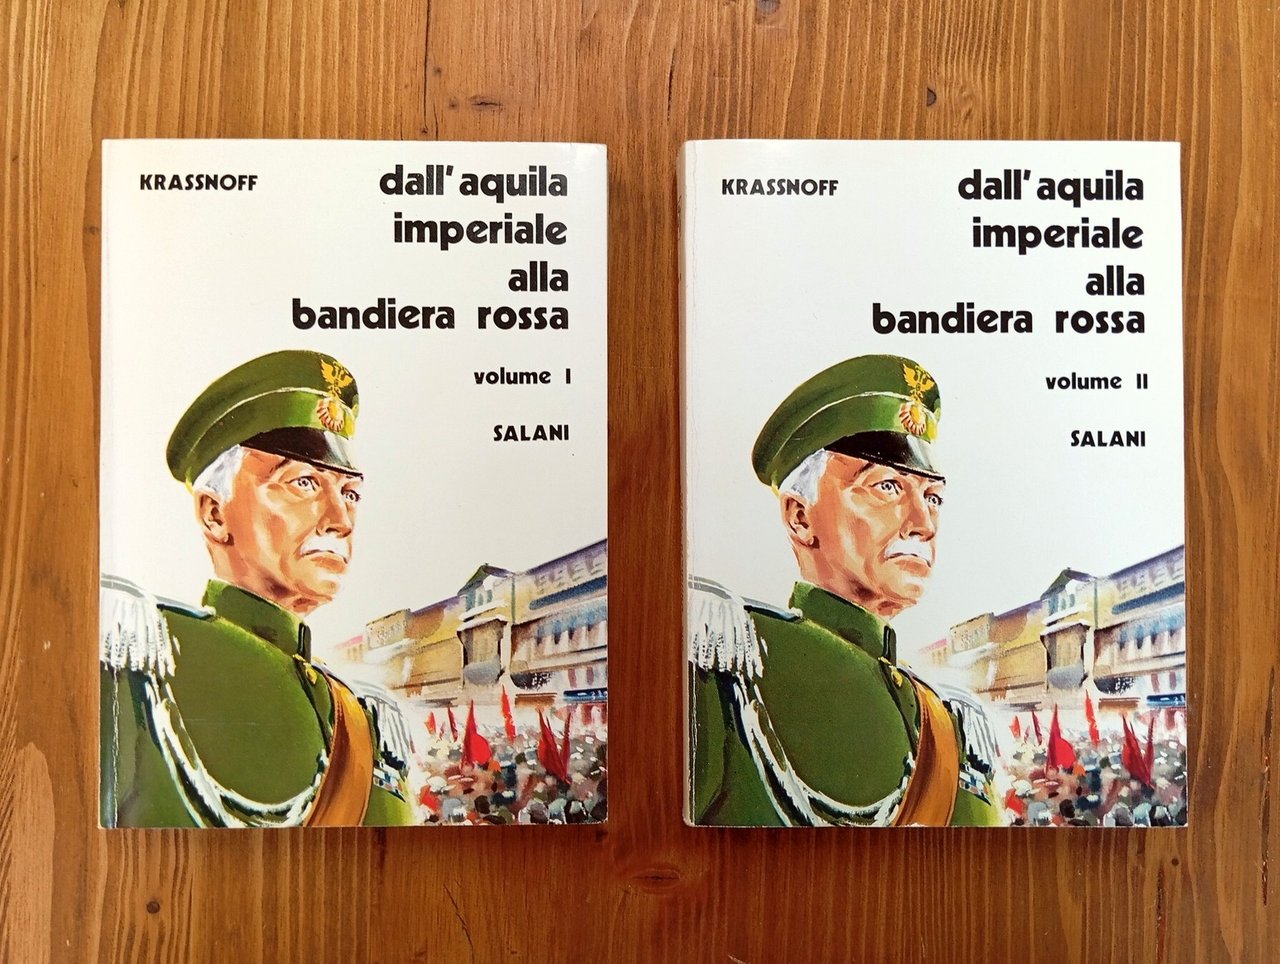 KRASSNOFF
dall'aquila
imperiale
alla
bandiera rossa
volume I
SALANI
KRASSNOFF
dall'aquila
imperiale
alla
bandiera rossa
volume II
SALANI